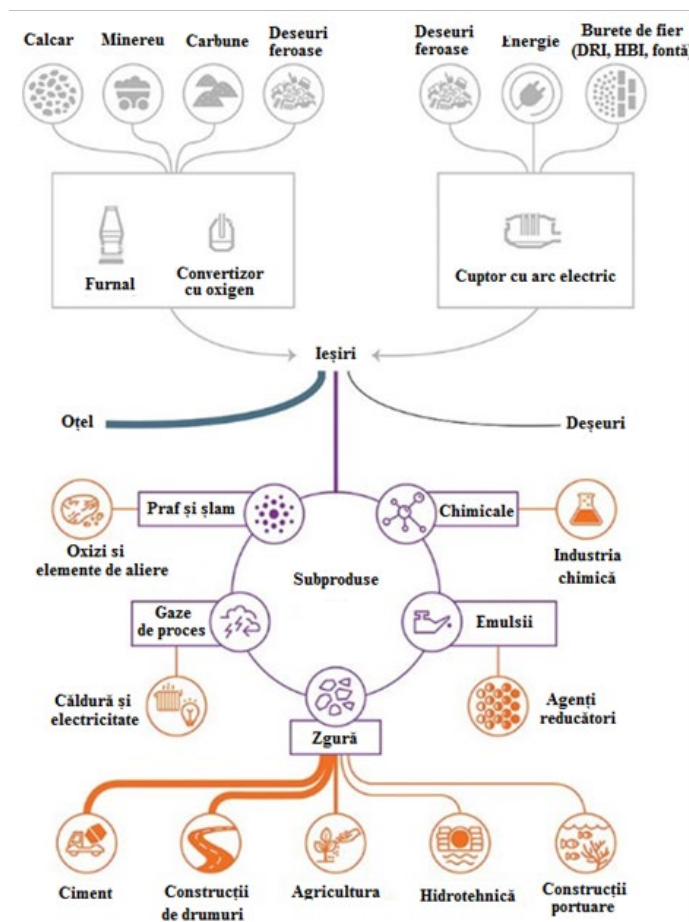 Calcar
Minereu
Carbune
Deseuri
feroase
Deseuri
feroase
Energie
Burete de fier
(DRI, HBI, fontă)
Furnal
Convertizor
cu oxigen
Cuptor cu arc electric
Ieșiri
Oțel
Deșeuri
Praf și șlam
Chimicale
Oxizi si
elemente de aliere
Industria
chimică
Subproduse
Gaze
de proces
Emulsii
Căldură și
electricitate
Agenți
reducători
Zgură
Ciment
Construcții
de drumuri
Agricultura
Hidrotehnică
Construcții
portuare